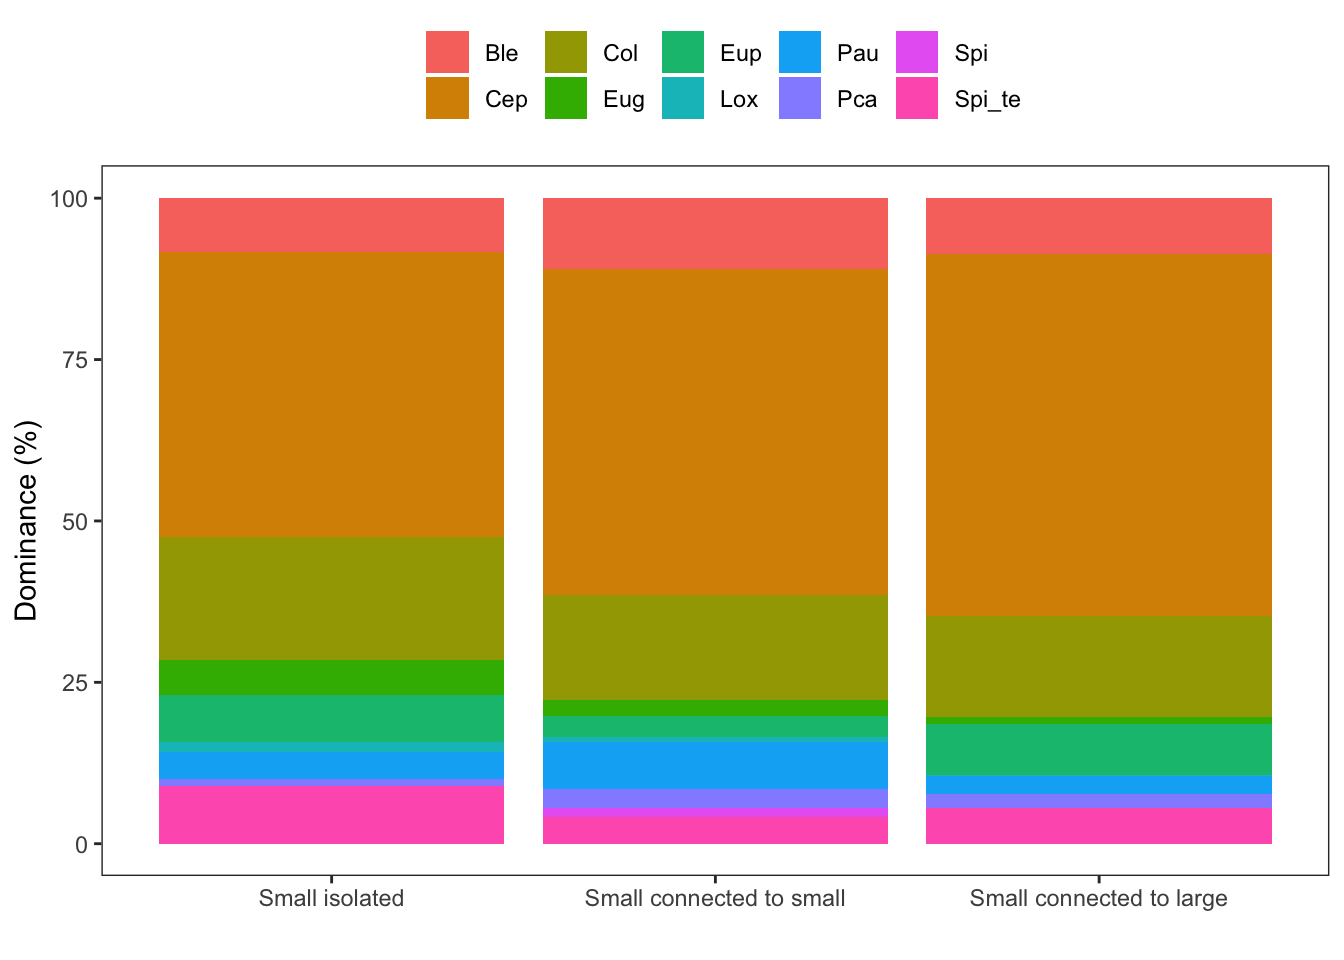 Ble Col Eup Pau Spi
Cep Eug Lox Pca Spi_te
Dominance (%)
100
75
50
25
0
Small isolated Small connected to small Small connected to large